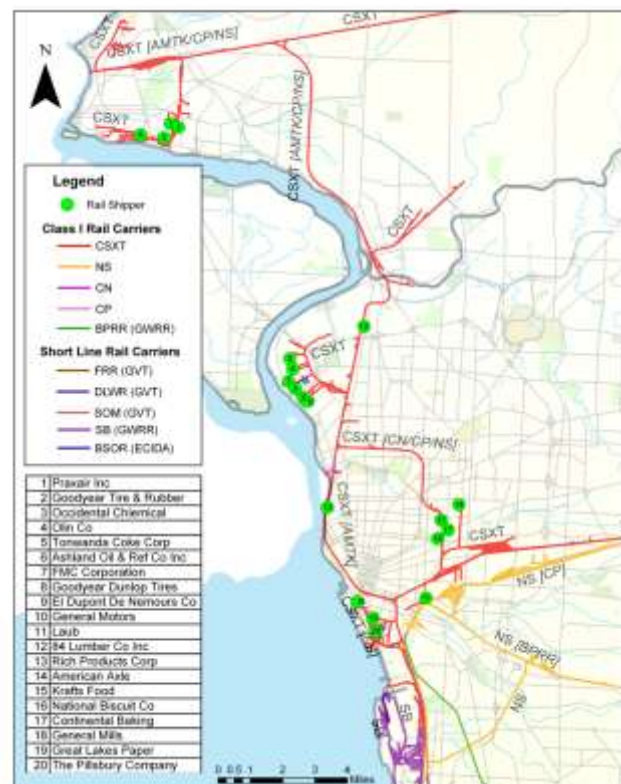 CSXT
CSXT [AMTK/CP/NS]
N
CSXT
CSXT [AMTK/CP/NS]
CSXT
Legend
Rail Shipper
Class I Rail Carriers
CSXT
NS
CN
CP
BPRR (GWRR)
Short Line Rail Carriers
FRR (GVT)
DLWR (GVT)
SOM (GVT)
SB (GWRR)
BSOR (ECIDA)
CSXT
CSXT [CN/CP/NS]
CSXT [AMTK]
CSXT
NS [CP]
NS [BPRR]
NS
SB
1 Praxair Inc
2 Goodyear Tire & Rubber
3 Occidental Chiemical
4 Olin Co
5 Tonwanda Coke Corp
6 Ashland Oil & Ref Co Inc
7 FMC Corporation
8 Goodyear Dunlop Tires
9 EI Dupont De Nemours Co
10 General Motors
11 Laub
12 84 Lumber Co Inc
13 Rich Products Corp
14 American Axle
15 Krafts Food
16 National Biscuit Co
17 Continental Baking
18 General Mills
19 Great Lakes Paper
20 The Pillsbury Company
0 0.5 1 2 3 4
Miles